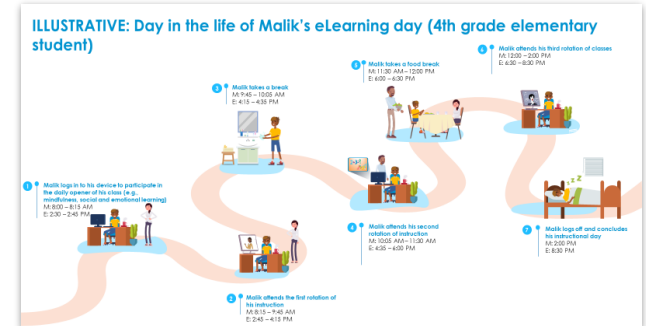 ILLUSTRATIVE: Day in the life of Malik's eLearning day (4th grade elementary
student)
1
Malik logs in to his device to participate in
the daily opener of his class (e.g.,
mindfulness, social and emotional learning)
M: 8:00 – 8:15 AM
E: 2:30 – 2:45 PM
2
Malik attends the first rotation of
his instruction
M: 8:15 – 9:45 AM
E: 2:45 – 4:15 PM
3
Malik takes a break
M: 9:45 – 10:05 AM
E: 4:15 – 4:35 PM
4
Malik attends his second
rotation of instruction
M: 10:05 AM – 11:30 AM
E: 4:35 – 6:00 PM
5
Malik takes a food break
M: 11:30 AM – 12:00 PM
E: 6:00 – 6:30 PM
6
Malik attends his third rotation of classes
M: 12:00 – 2:00 PM
E: 6:30 – 8:30 PM
7
Malik logs off and concludes
his instructional day
M: 2:00 PM
E: 8:30 PM